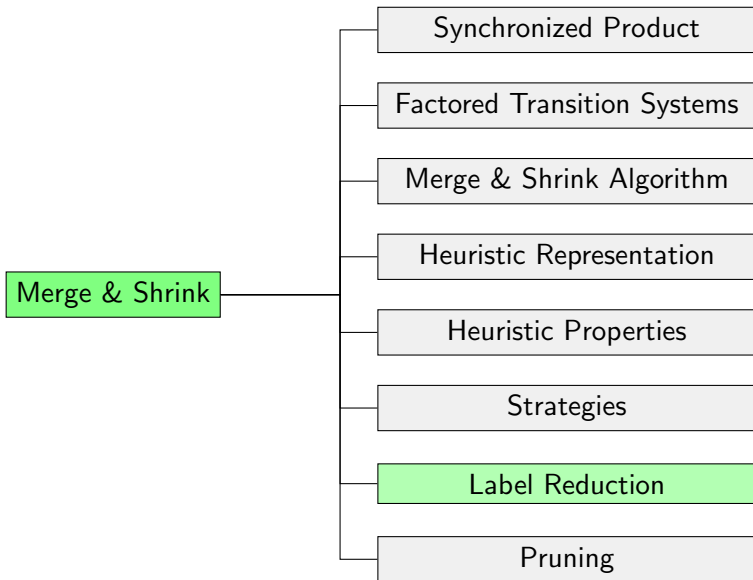 Synchronized Product
Factored Transition Systems
Merge & Shrink Algorithm
Heuristic Representation
Merge & Shrink
Heuristic Properties
Strategies
Label Reduction
Pruning